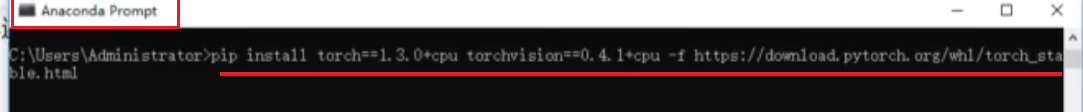 Anaconda Prompt
C:\Users\Administrator>pip install torch==1.3.0+cpu torchvision==0.4.1+cpu -f https://download.pytorch.org/whl/torch_sta
ble.html